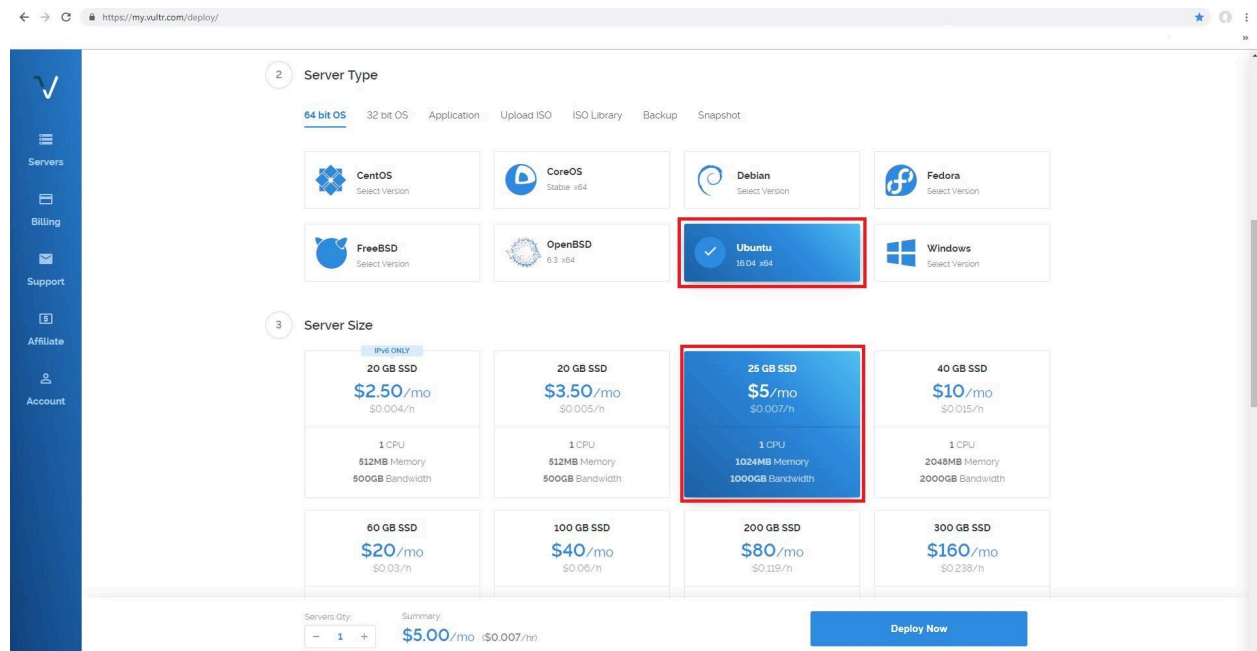 https://my.vultr.com/deploy/
»
Servers
Billing
Support
Affiliate
Account
2 Server Type
64 bit OS 32 bit OS Application Upload ISO ISO Library Backup Snapshot
CentOS
Select Version
CoreOS
Stable x64
Debian
Select Version
Fedora
Select Version
FreeBSD
Select Version
OpenBSD
6.3 x64
Ubuntu
16.04 x64
Windows
Select Version
3 Server Size
IPv6 ONLY
20 GB SSD
$2.50/mo
$0.004/h
1 CPU
512MB Memory
500GB Bandwidth
20 GB SSD
$3.50/mo
$0.005/h
1 CPU
512MB Memory
500GB Bandwidth
25 GB SSD
$5/mo
$0.007/h
1 CPU
1024MB Memory
1000GB Bandwidth
40 GB SSD
$10/mo
$0.015/h
1 CPU
2048MB Memory
2000GB Bandwidth
60 GB SSD
$20/mo
$0.03/h
100 GB SSD
$40/mo
$0.06/h
200 GB SSD
$80/mo
$0.119/h
300 GB SSD
$160/mo
$0.238/h
Servers Qty:
- 1 +
Summary:
$5.00/mo ($0.007/hr)
Deploy Now